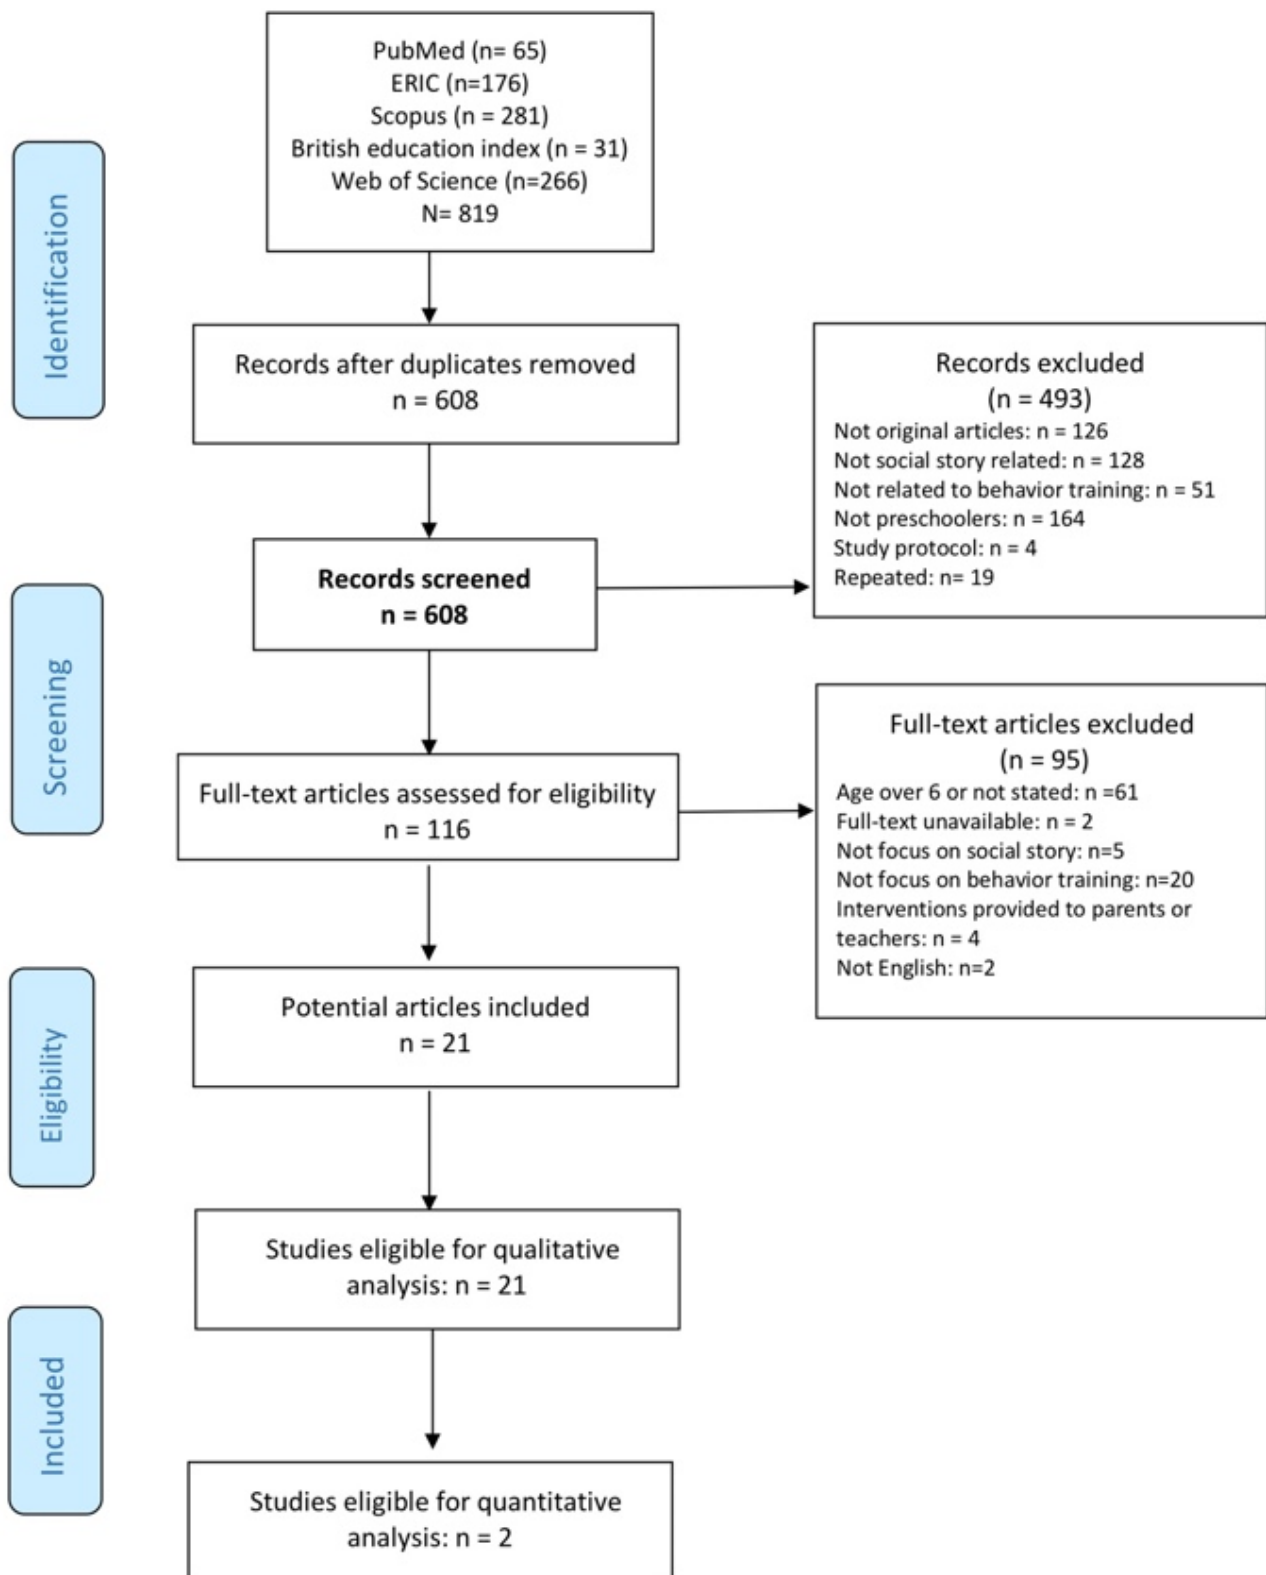 PubMed (n= 65)
ERIC (n=176)
Scopus (n = 281)
British education index (n = 31)
Web of Science (n=266)
N= 819
Identification
Records after duplicates removed
n = 608
Records excluded
(n = 493)
Not original articles: n = 126
Not social story related: n = 128
Not related to behavior training: n = 51
Not preschoolers: n = 164
Study protocol: n = 4
Repeated: n= 19
Records screened
n = 608
Screening
Full-text articles assessed for eligibility
n = 116
Full-text articles excluded
(n = 95)
Age over 6 or not stated: n =61
Full-text unavailable: n = 2
Not focus on social story: n=5
Not focus on behavior training: n=20
Interventions provided to parents or
teachers: n = 4
Not English: n=2
Eligibility
Potential articles included
n = 21
Studies eligible for qualitative
analysis: n = 21
Included
Studies eligible for quantitative
analysis: n = 2